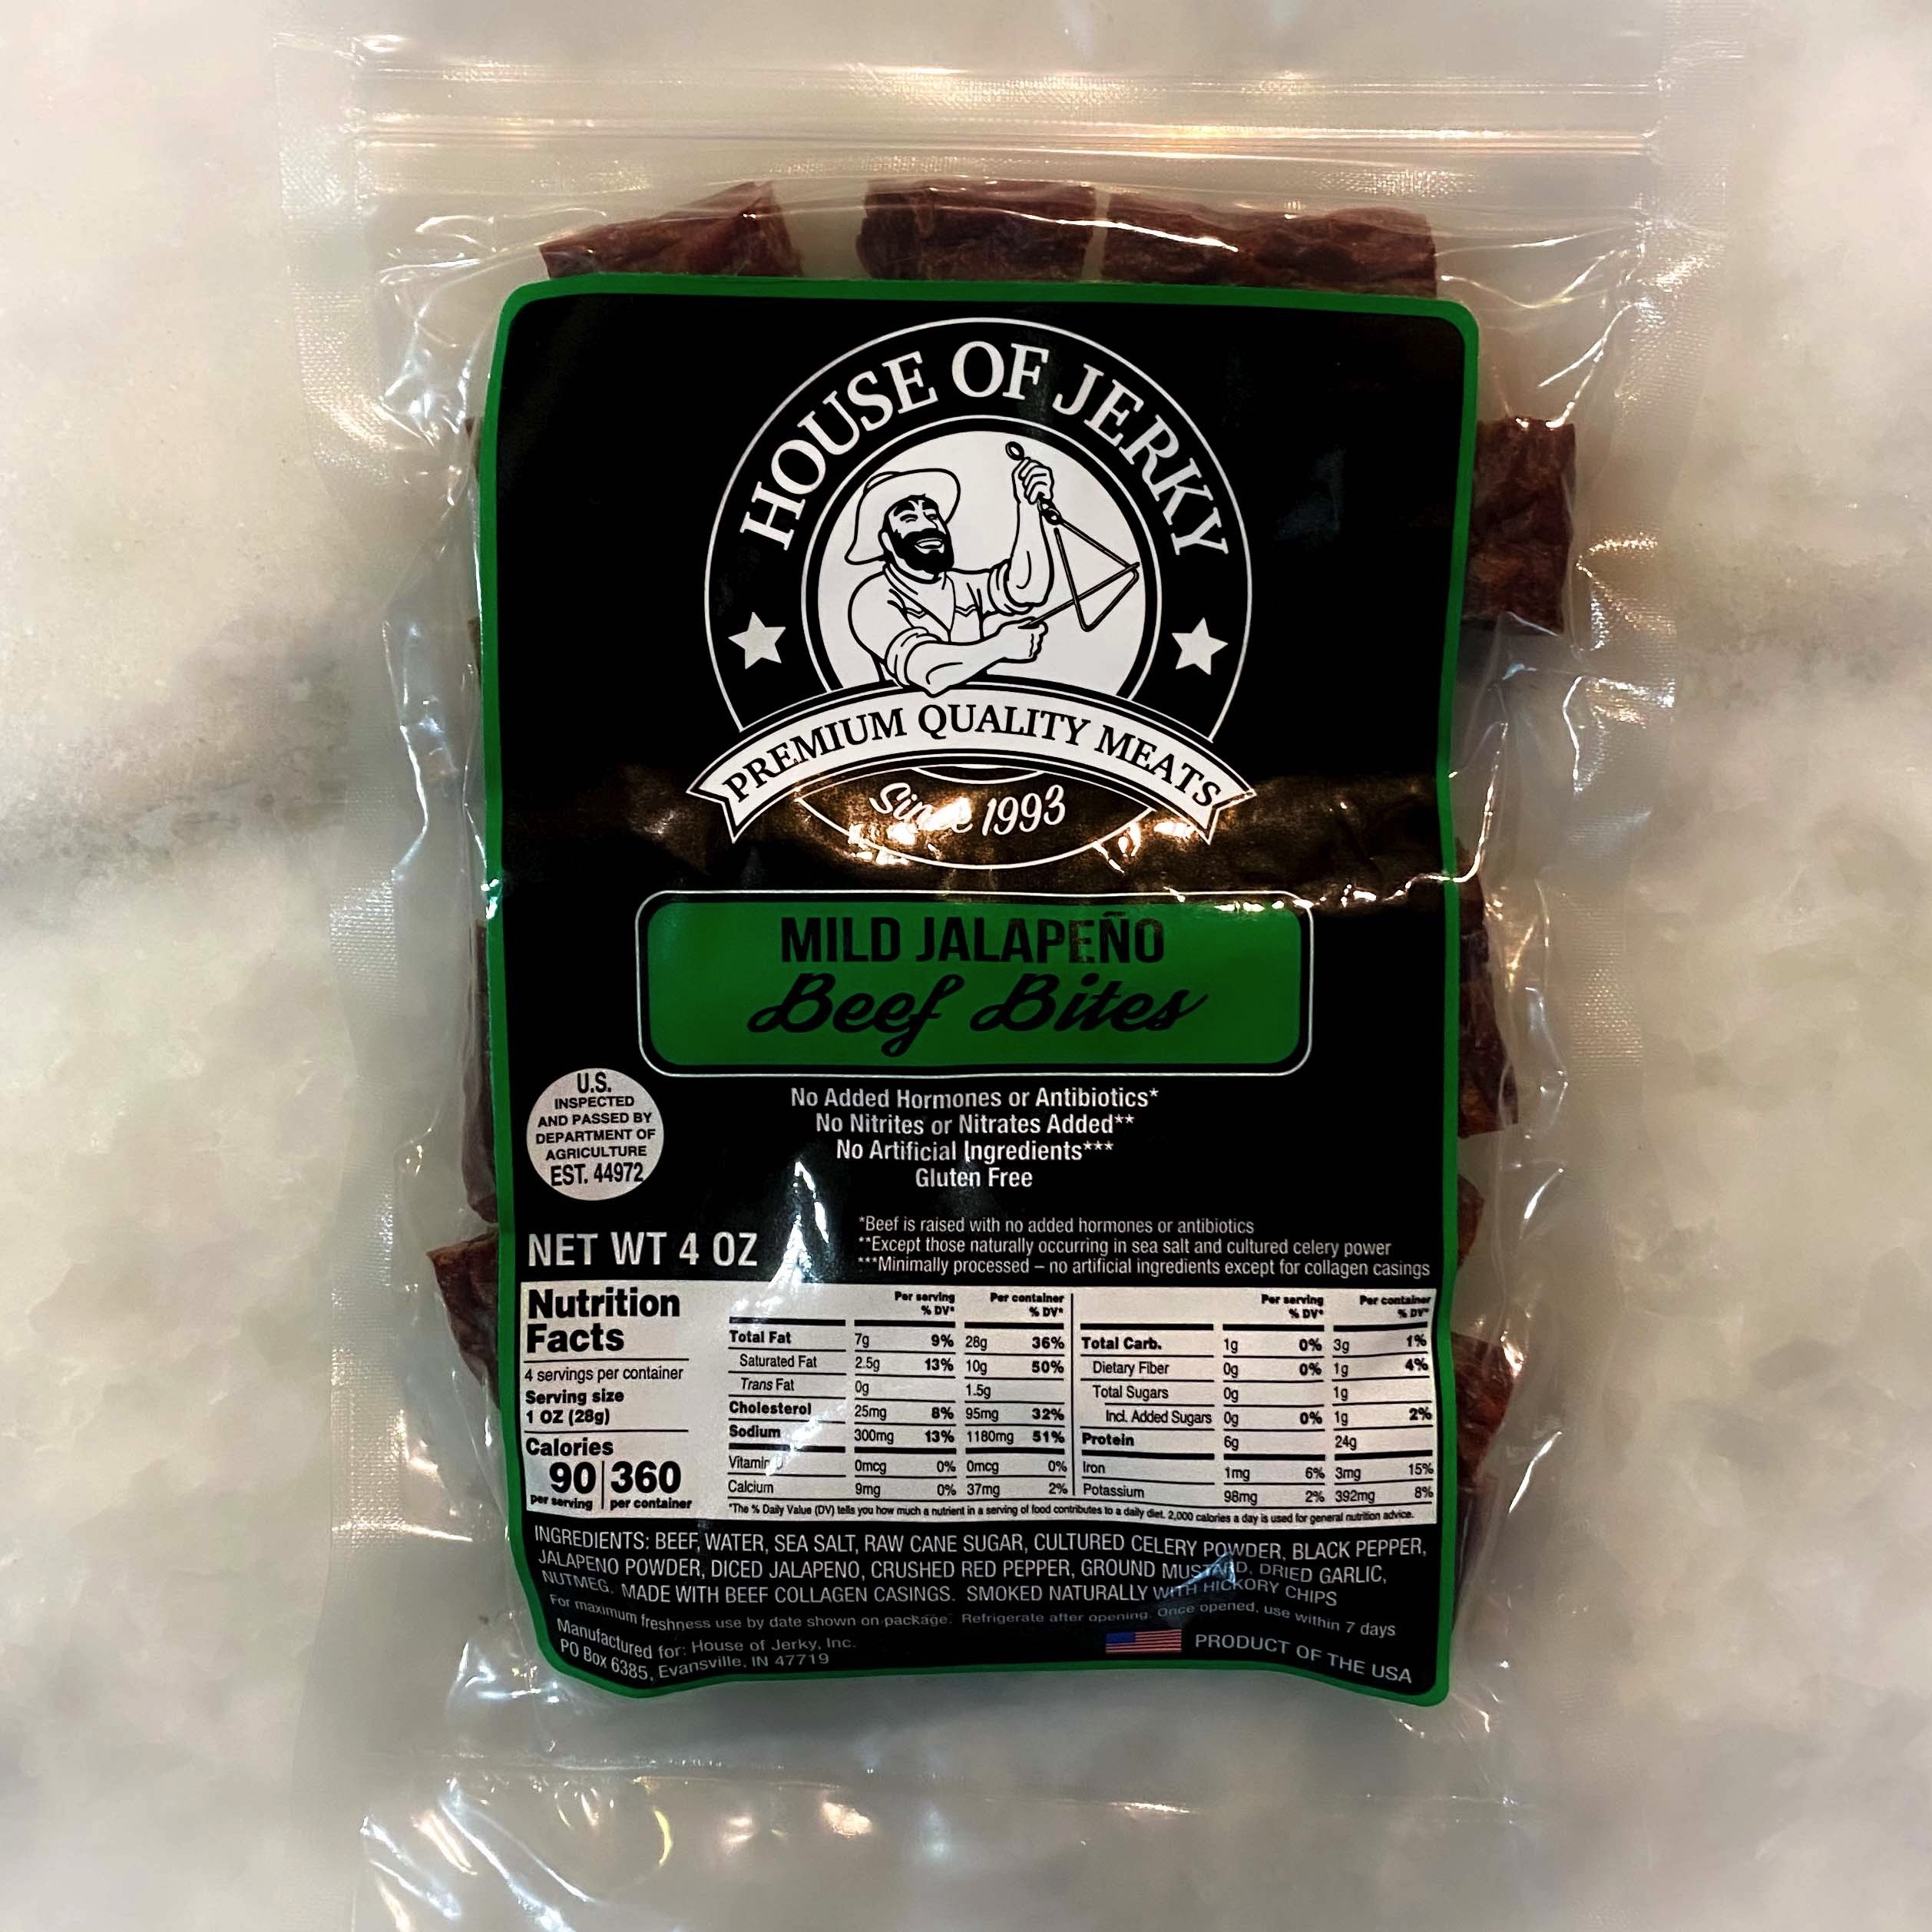 HOUSE OF JERKY
PREMIUM QUALITY MEATS
Since 1993
MILD JALAPEÑO
Beef Bites
U.S.
INSPECTED
AND PASSED BY
DEPARTMENT OF
AGRICULTURE
EST. 44972
No Added Hormones or Antibiotics*
No Nitrites or Nitrates Added**
No Artificial Ingredients***
Gluten Free
NET WT 4 OZ
*Beef is raised with no added hormones or antibiotics
**Except those naturally occurring in sea salt and cultured celery power
***Minimally processed – no artificial ingredients except for collagen casings
Nutrition
Facts
4 servings per container
Serving size
1 OZ (28g)
Calories
90 360
per serving per container
Per serving Per container
% DV* % DV*
Total Fat 7g 9% 28g 36%
Saturated Fat 2.5g 13% 10g 50%
Trans Fat 0g 1.5g
Cholesterol 25mg 8% 95mg 32%
Sodium 300mg 13% 1180mg 51%
Vitamin D 0mcg 0% 0mcg 0%
Calcium 9mg 0% 37mg 2%
Per serving Per container
% DV* % DV*
Total Carb. 1g 0% 3g 1%
Dietary Fiber 0g 0% 1g 4%
Total Sugars 0g 1g
Incl. Added Sugars 0g 0% 1g 2%
Protein 6g 24g
Iron 1mg 6% 3mg 15%
Potassium 98mg 2% 392mg 8%
*The % Daily Value (DV) tells you how much a nutrient in a serving of food contributes to a daily diet. 2,000 calories a day is used for general nutrition advice.
INGREDIENTS: BEEF, WATER, SEA SALT, RAW CANE SUGAR, CULTURED CELERY POWDER, BLACK PEPPER,
JALAPENO POWDER, DICED JALAPENO, CRUSHED RED PEPPER, GROUND MUSTARD, DRIED GARLIC,
NUTMEG. MADE WITH BEEF COLLAGEN CASINGS. SMOKED NATURALLY WITH HICKORY CHIPS
For maximum freshness use by date shown on package. Refrigerate after opening. Once opened, use within 7 days
Manufactured for: House of Jerky, Inc.
PO Box 6385, Evansville, IN 47719
PRODUCT OF THE USA